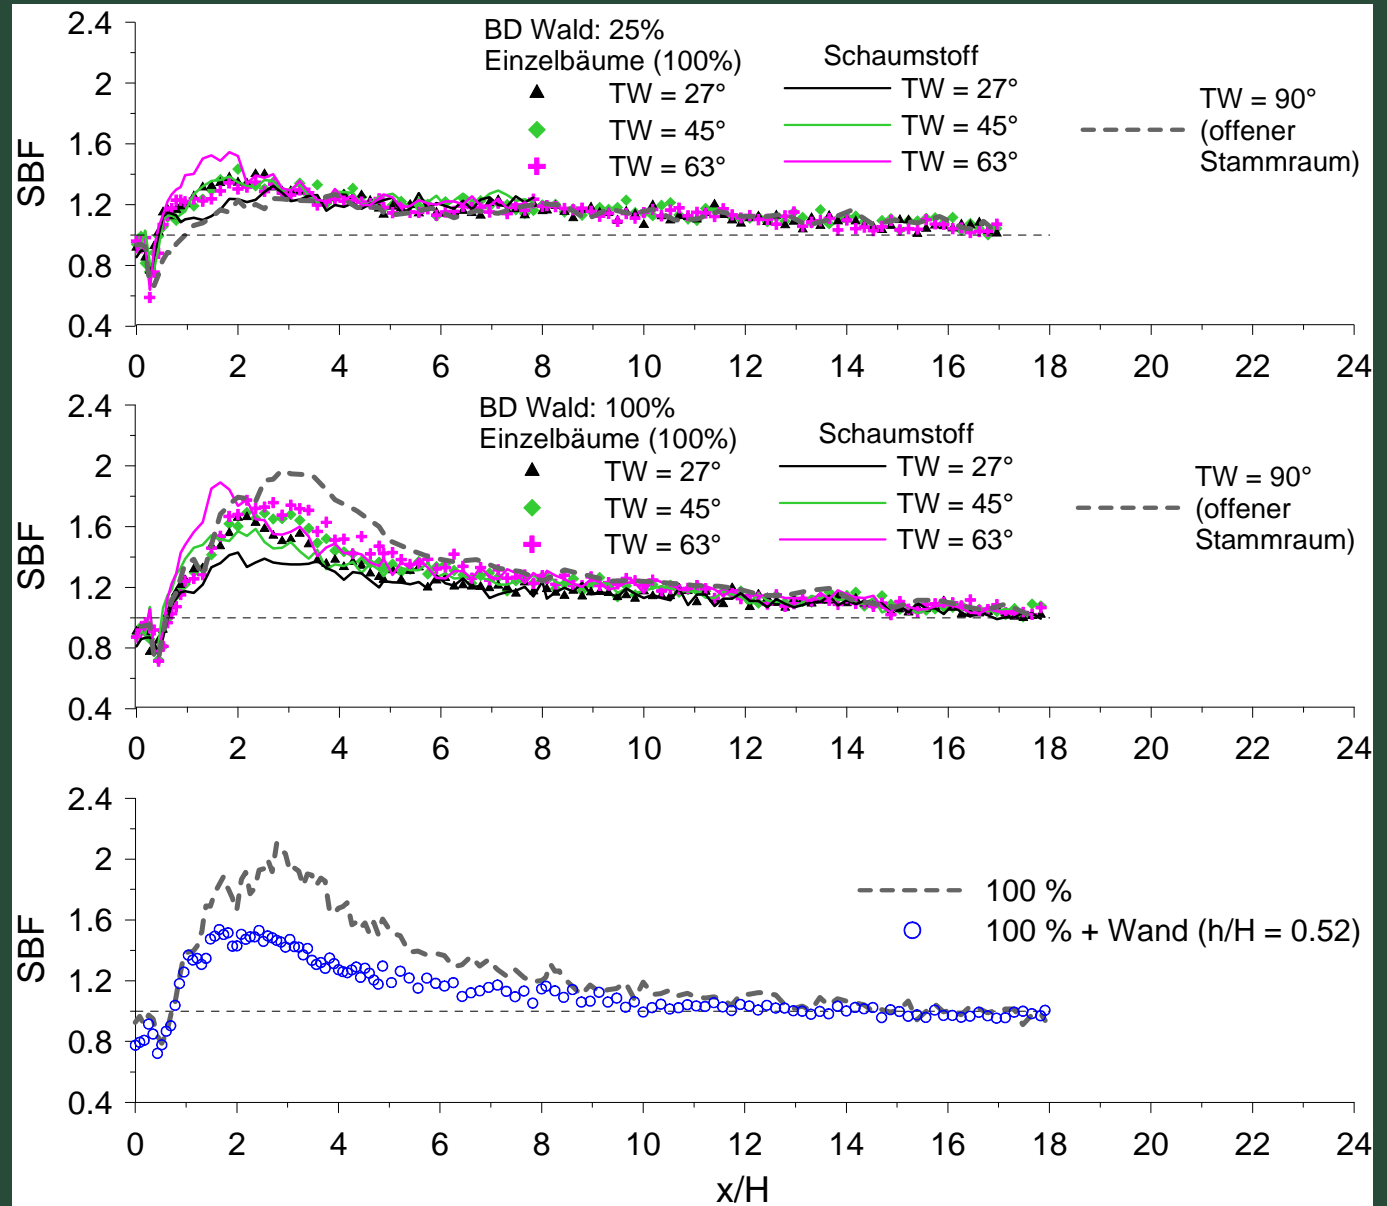 2.4
2
1.6
1.2
0.8
0.4
SBF
BD Wald: 25%
Einzelbäume (100%)
TW = 27°
TW = 45°
TW = 63°
Schaumstoff
TW = 27°
TW = 45°
TW = 63°
TW = 90°
(offener
Stammraum)
0 2 4 6 8 10 12 14 16 18 20 22 24
2.4
2
1.6
1.2
0.8
0.4
SBF
BD Wald: 100%
Einzelbäume (100%)
TW = 27°
TW = 45°
TW = 63°
Schaumstoff
TW = 27°
TW = 45°
TW = 63°
TW = 90°
(offener
Stammraum)
0 2 4 6 8 10 12 14 16 18 20 22 24
2.4
2
1.6
1.2
0.8
0.4
SBF
100 %
100 % + Wand (h/H = 0.52)
0 2 4 6 8 10 12 14 16 18 20 22 24
x/H